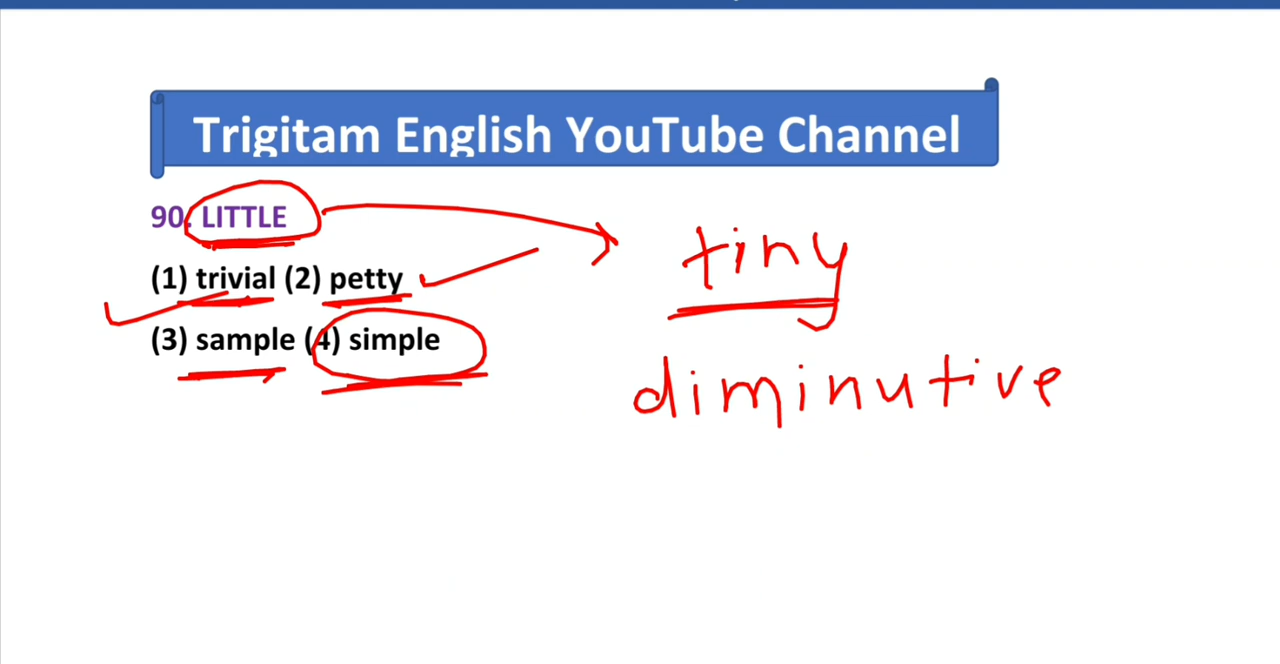 Trigitam English YouTube Channel
90. LITTLE
tiny
(1) trivial (2) petty
(3) sample (4) simple
diminutive